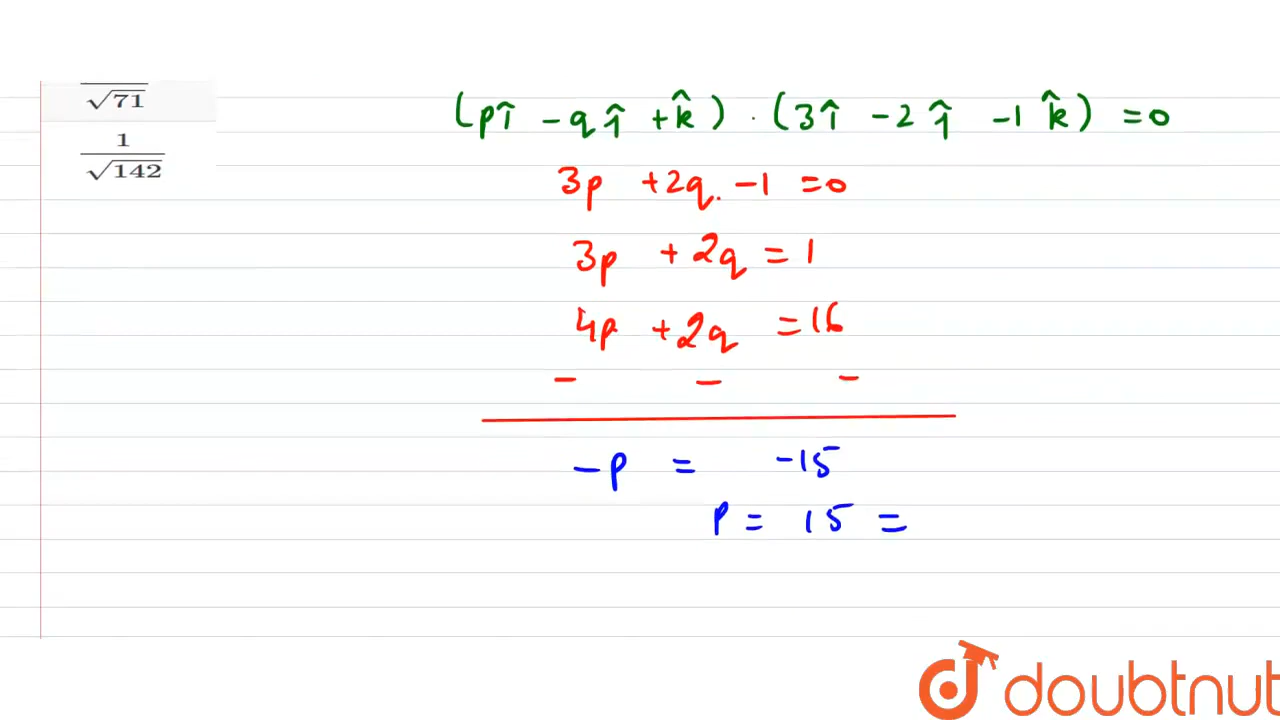 √71
1
√142
(pî - qĵ + k̂) · (3î - 2ĵ - 1k̂) = 0
3p + 2q - 1 = 0
3p + 2q = 1
4p + 2q = 16
- - -
-p = -15
p = 15 =
doubtnut